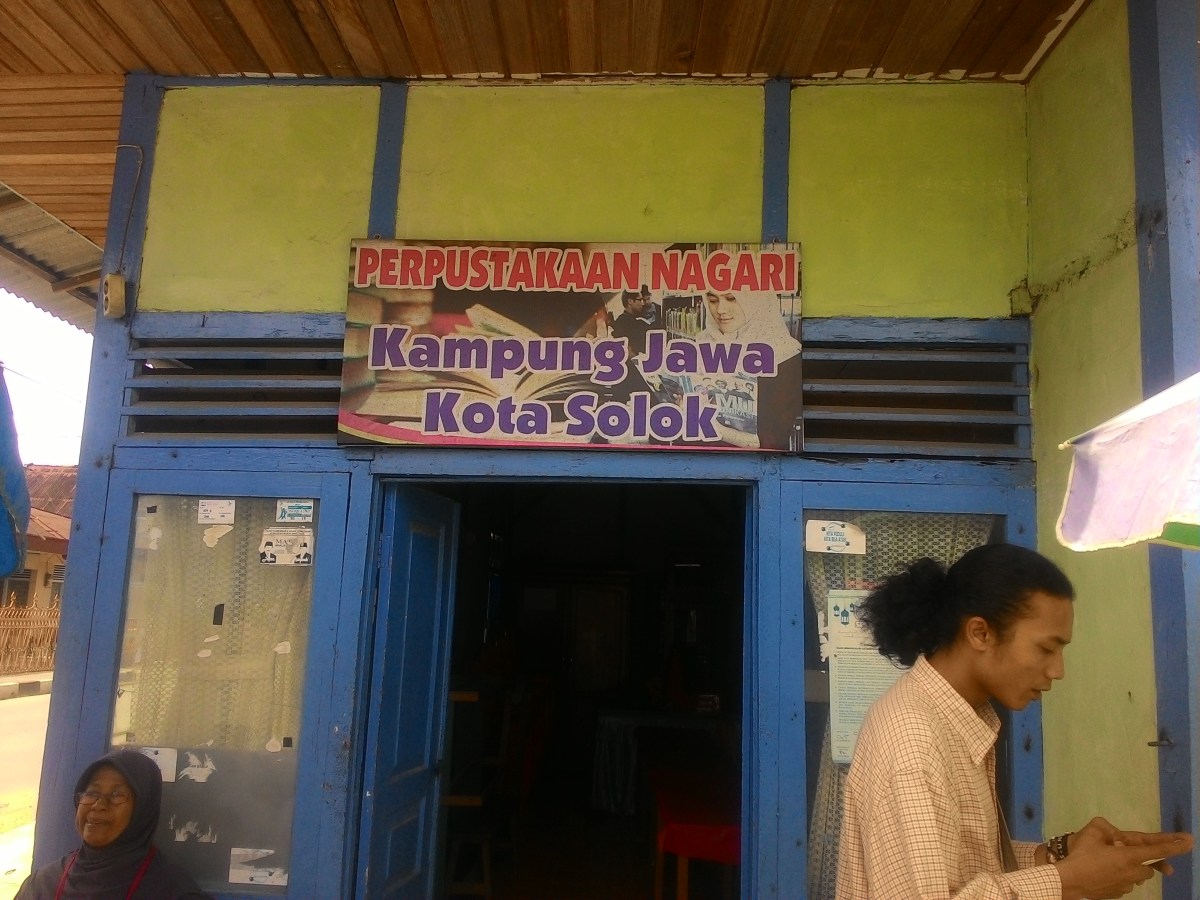 PERPUSTAKAAN NAGARI
Kampung Jawa
Kota Solok